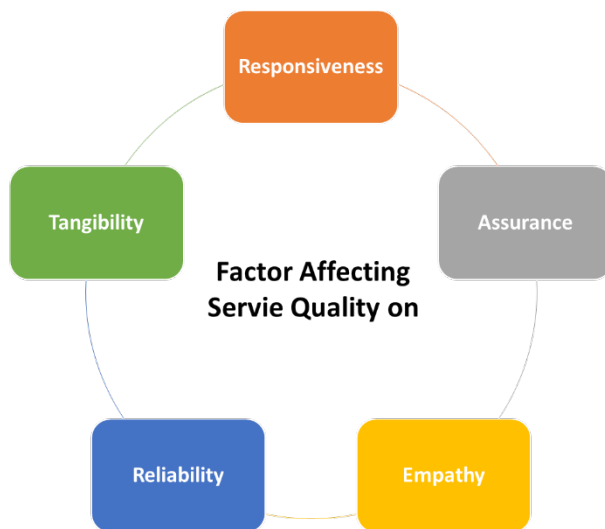 Responsiveness
Tangibility
Assurance
Factor Affecting
Servie Quality on
Reliability
Empathy